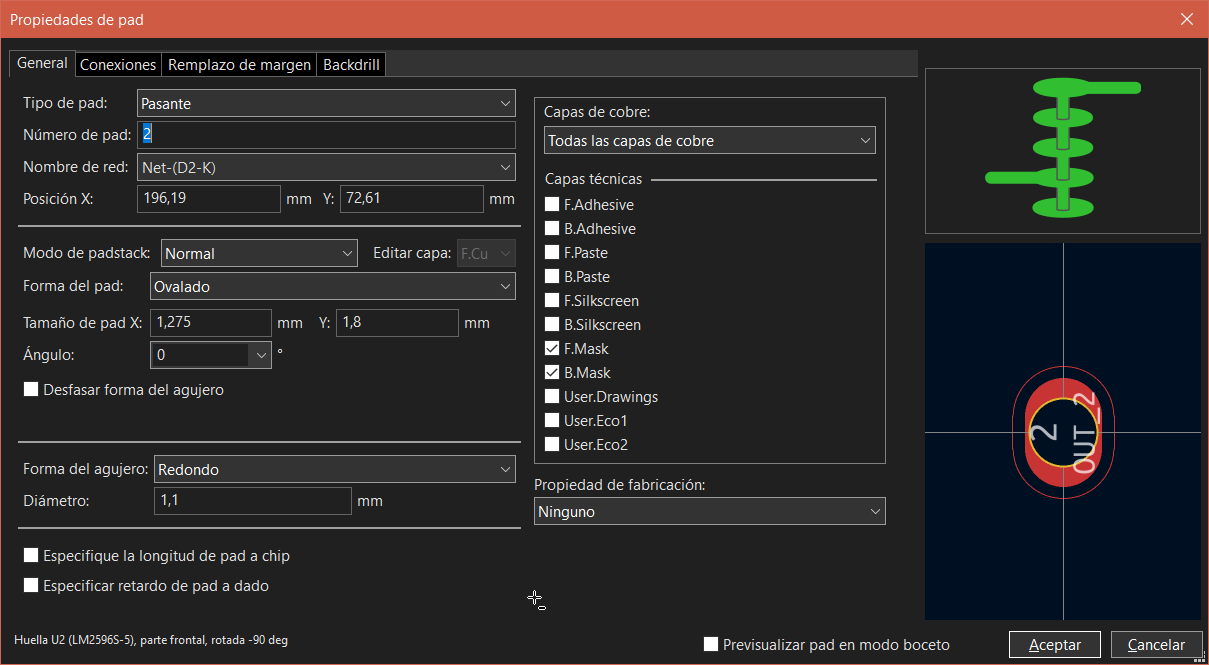 Propiedades de pad
General Conexiones Remplazo de margen Backdrill
Tipo de pad: Pasante
Número de pad: 2
Nombre de red: Net-(D2-K)
Posición X: 196,19 mm Y: 72,61 mm
Modo de padstack: Normal Editar capa: F.Cu
Forma del pad: Ovalado
Tamaño de pad X: 1,275 mm Y: 1,8 mm
Ángulo: 0 °
Desfasar forma del agujero
Forma del agujero: Redondo
Diámetro: 1,1 mm
Especifique la longitud de pad a chip
Especificar retardo de pad a dado
Capas de cobre:
Todas las capas de cobre
Capas técnicas
F.Adhesive
B.Adhesive
F.Paste
B.Paste
F.Silkscreen
B.Silkscreen
F.Mask
B.Mask
User.Drawings
User.Eco1
User.Eco2
Propiedad de fabricación:
Ninguno
2
OUT_2
Huella U2 (LM2596S-5), parte frontal, rotada -90 deg
Previsualizar pad en modo boceto
Aceptar Cancelar